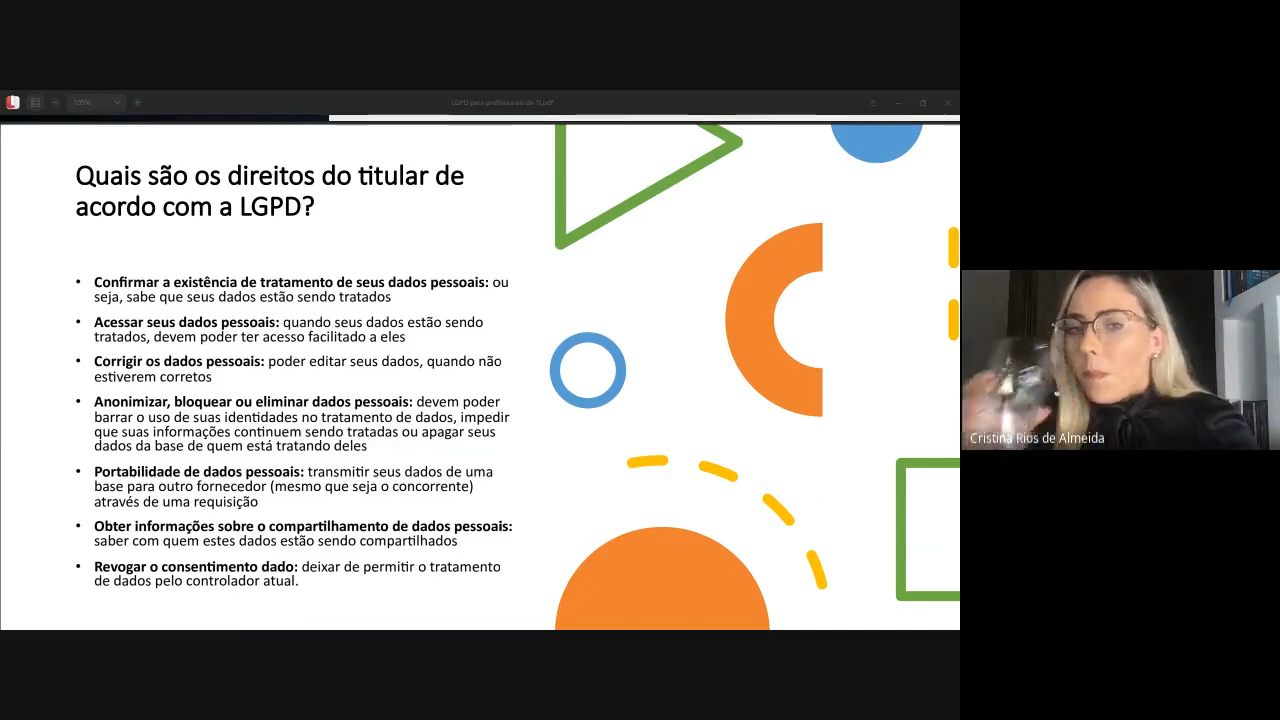 105%
LGPD para profissionais de TI.pdf
Quais são os direitos do titular de
acordo com a LGPD?
• Confirmar a existência de tratamento de seus dados pessoais: ou
seja, sabe que seus dados estão sendo tratados
• Acessar seus dados pessoais: quando seus dados estão sendo
tratados, devem poder ter acesso facilitado a eles
• Corrigir os dados pessoais: poder editar seus dados, quando não
estiverem corretos
• Anonimizar, bloquear ou eliminar dados pessoais: devem poder
barrar o uso de suas identidades no tratamento de dados, impedir
que suas informações continuem sendo tratadas ou apagar seus
dados da base de quem está tratando deles
• Portabilidade de dados pessoais: transmitir seus dados de uma
base para outro fornecedor (mesmo que seja o concorrente)
através de uma requisição
• Obter informações sobre o compartilhamento de dados pessoais:
saber com quem estes dados estão sendo compartilhados
• Revogar o consentimento dado: deixar de permitir o tratamento
de dados pelo controlador atual.
Cristina Rios de Almeida